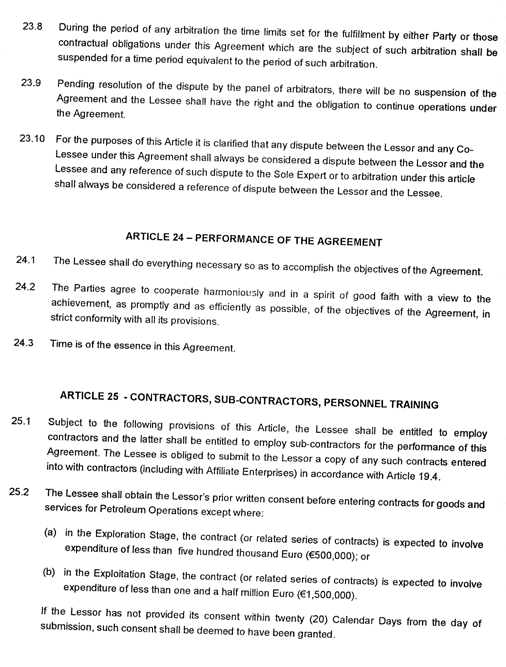 23.8 During the period of any arbitration the time limits set for the fulfillment by either Party or those
contractual obligations under this Agreement which are the subject of such arbitration shall be
suspended for a time period equivalent to the period of such arbitration.
23.9 Pending resolution of the dispute by the panel of arbitrators, there will be no suspension of the
Agreement and the Lessee shall have the right and the obligation to continue operations under
the Agreement.
23.10 For the purposes of this Article it is clarified that any dispute between the Lessor and any Co-
Lessee under this Agreement shall always be considered a dispute between the Lessor and the
Lessee and any reference of such dispute to the Sole Expert or to arbitration under this article
shall always be considered a reference of dispute between the Lessor and the Lessee.
ARTICLE 24 – PERFORMANCE OF THE AGREEMENT
24.1 The Lessee shall do everything necessary so as to accomplish the objectives of the Agreement.
24.2 The Parties agree to cooperate harmoniously and in a spirit of good faith with a view to the
achievement, as promptly and as efficiently as possible, of the objectives of the Agreement, in
strict conformity with all its provisions.
24.3 Time is of the essence in this Agreement.
ARTICLE 25 - CONTRACTORS, SUB-CONTRACTORS, PERSONNEL TRAINING
25.1 Subject to the following provisions of this Article, the Lessee shall be entitled to employ
contractors and the latter shall be entitled to employ sub-contractors for the performance of this
Agreement. The Lessee is obliged to submit to the Lessor a copy of any such contracts entered
into with contractors (including with Affiliate Enterprises) in accordance with Article 19.4.
25.2 The Lessee shall obtain the Lessor's prior written consent before entering contracts for goods and
services for Petroleum Operations except where:
(a) in the Exploration Stage, the contract (or related series of contracts) is expected to involve
expenditure of less than five hundred thousand Euro (€500,000); or
(b) in the Exploitation Stage, the contract (or related series of contracts) is expected to involve
expenditure of less than one and a half million Euro (€1,500,000).
If the Lessor has not provided its consent within twenty (20) Calendar Days from the day of
submission, such consent shall be deemed to have been granted.